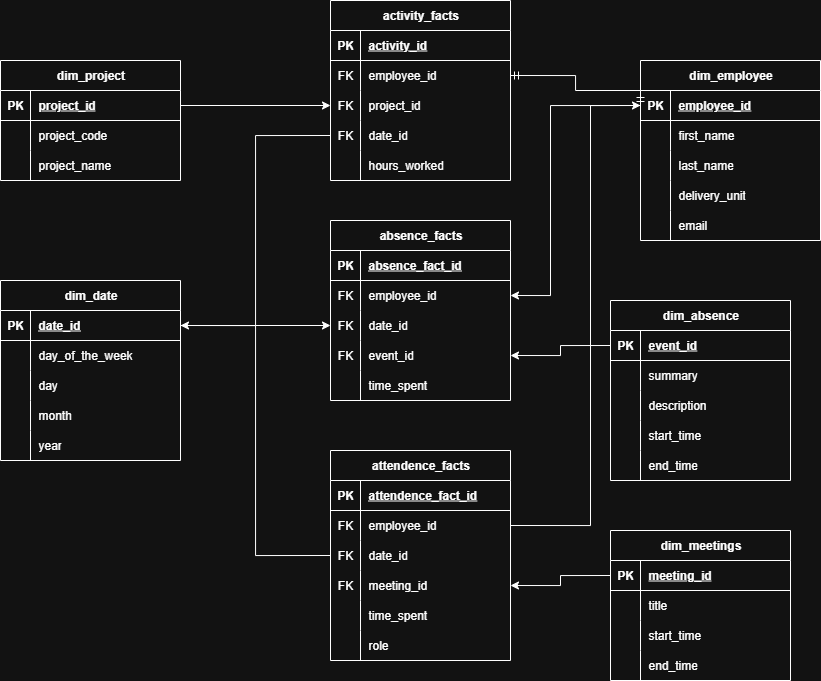 activity_facts
PK activity_id
FK employee_id
FK project_id
FK date_id
hours_worked
dim_project
PK project_id
project_code
project_name
dim_employee
PK employee_id
first_name
last_name
delivery_unit
email
absence_facts
PK absence_fact_id
FK employee_id
FK date_id
FK event_id
time_spent
dim_date
PK date_id
day_of_the_week
day
month
year
dim_absence
PK event_id
summary
description
start_time
end_time
attendence_facts
PK attendence_fact_id
FK employee_id
FK date_id
FK meeting_id
time_spent
role
dim_meetings
PK meeting_id
title
start_time
end_time